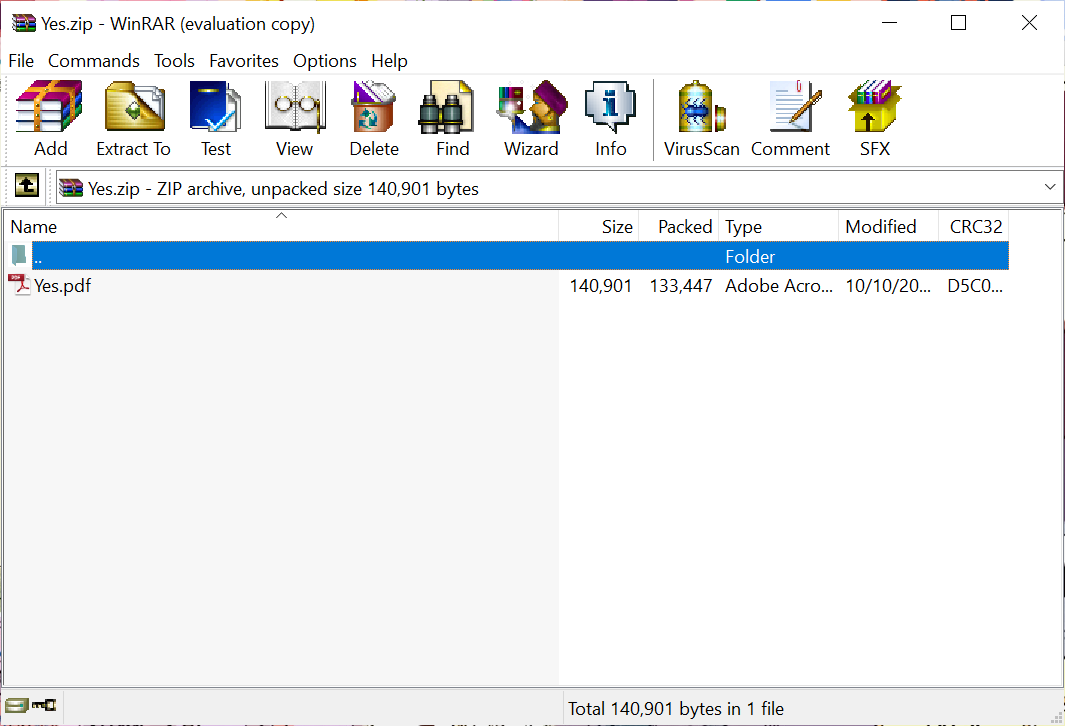 Yes.zip - WinRAR (evaluation copy)
File Commands Tools Favorites Options Help
Add Extract To Test View Delete Find Wizard Info VirusScan Comment SFX
Yes.zip - ZIP archive, unpacked size 140,901 bytes
Name Size Packed Type Modified CRC32
.. Folder
Yes.pdf 140,901 133,447 Adobe Acro... 10/10/20... D5C0...
Total 140,901 bytes in 1 file